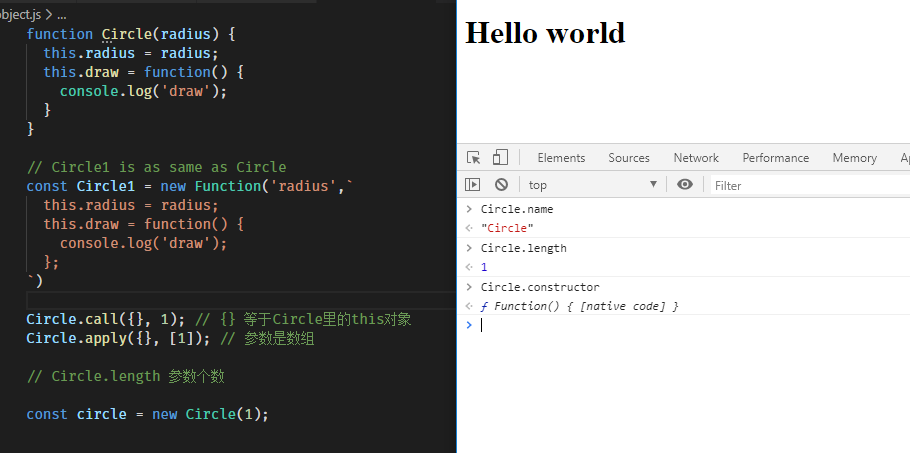 object.js > ...
function Circle(radius) {
this.radius = radius;
this.draw = function() {
console.log('draw');
}
}
// Circle1 is as same as Circle
const Circle1 = new Function('radius',`
this.radius = radius;
this.draw = function() {
console.log('draw');
};
`)
Circle.call({}, 1); // {} 等于Circle里的this对象
Circle.apply({}, [1]); // 参数是数组
// Circle.length 参数个数
const circle = new Circle(1);
Hello world
Elements Sources Network Performance Memory
top Filter
> Circle.name
"Circle"
> Circle.length
1
> Circle.constructor
ƒ Function() { [native code] }
>